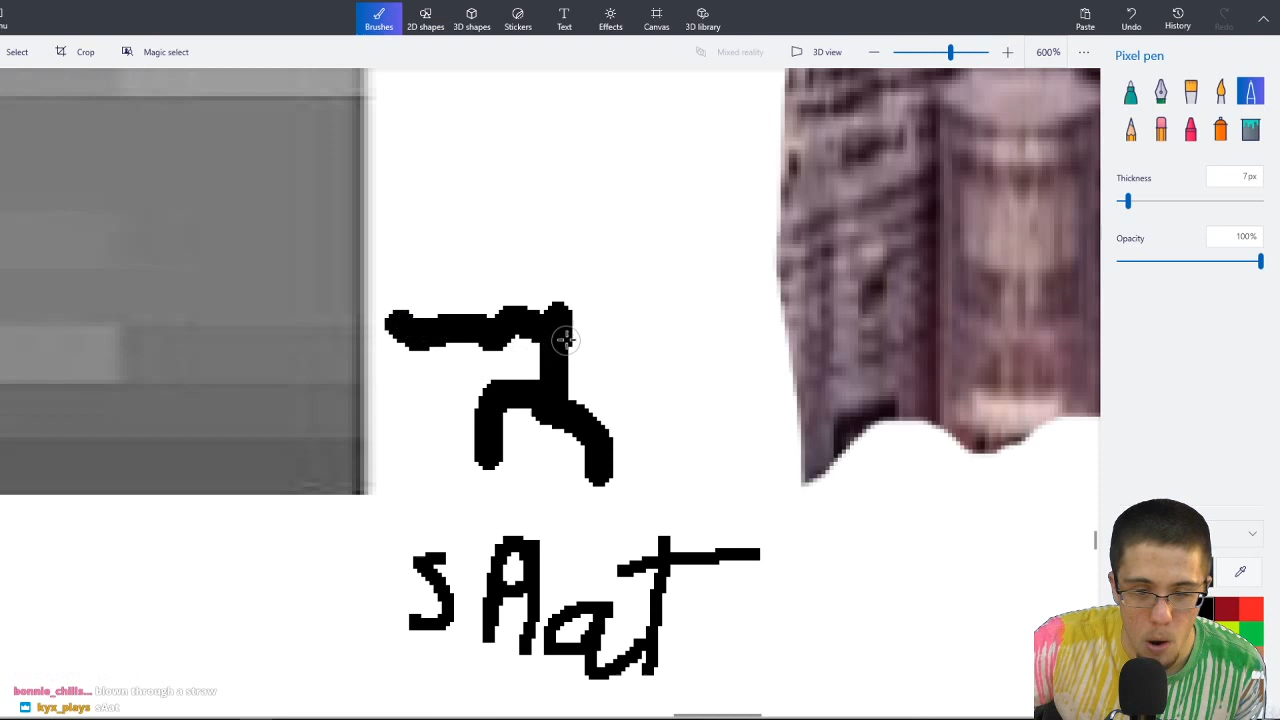 Brushes 2D shapes 3D shapes Stickers Text Effects Canvas 3D library Paste Undo History Redo
Select Crop Magic select Mixed reality 3D view 600% Pixel pen
Thickness 7px
Opacity 100%
sAat
bonnie_chills... blown through a straw
kyx_plays sAat